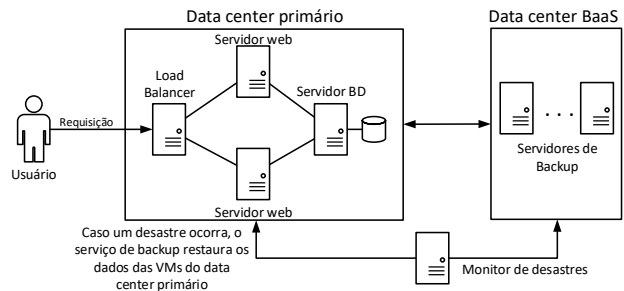 Data center primário
Data center BaaS
Servidor web
Load
Balancer
Servidor BD
Requisição
Usuário
Servidor web
Servidores de
Backup
Caso um desastre ocorra, o
serviço de backup restaura os
dados das VMs do data
center primário
Monitor de desastres